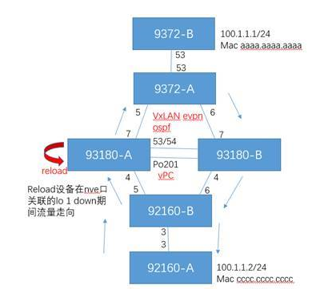 9372-B
100.1.1.1/24
Mac aaaa.aaaa.aaaa
53
53
9372-A
5
6
VxLAN evpn
ospf
7
7
53/54
93180-A
93180-B
reload
Po201
vPC
4
4
5
6
Reload设备在nve口
关联的lo 1 down期
间流量走向
92160-B
3
3
92160-A
100.1.1.2/24
Mac cccc.cccc.cccc